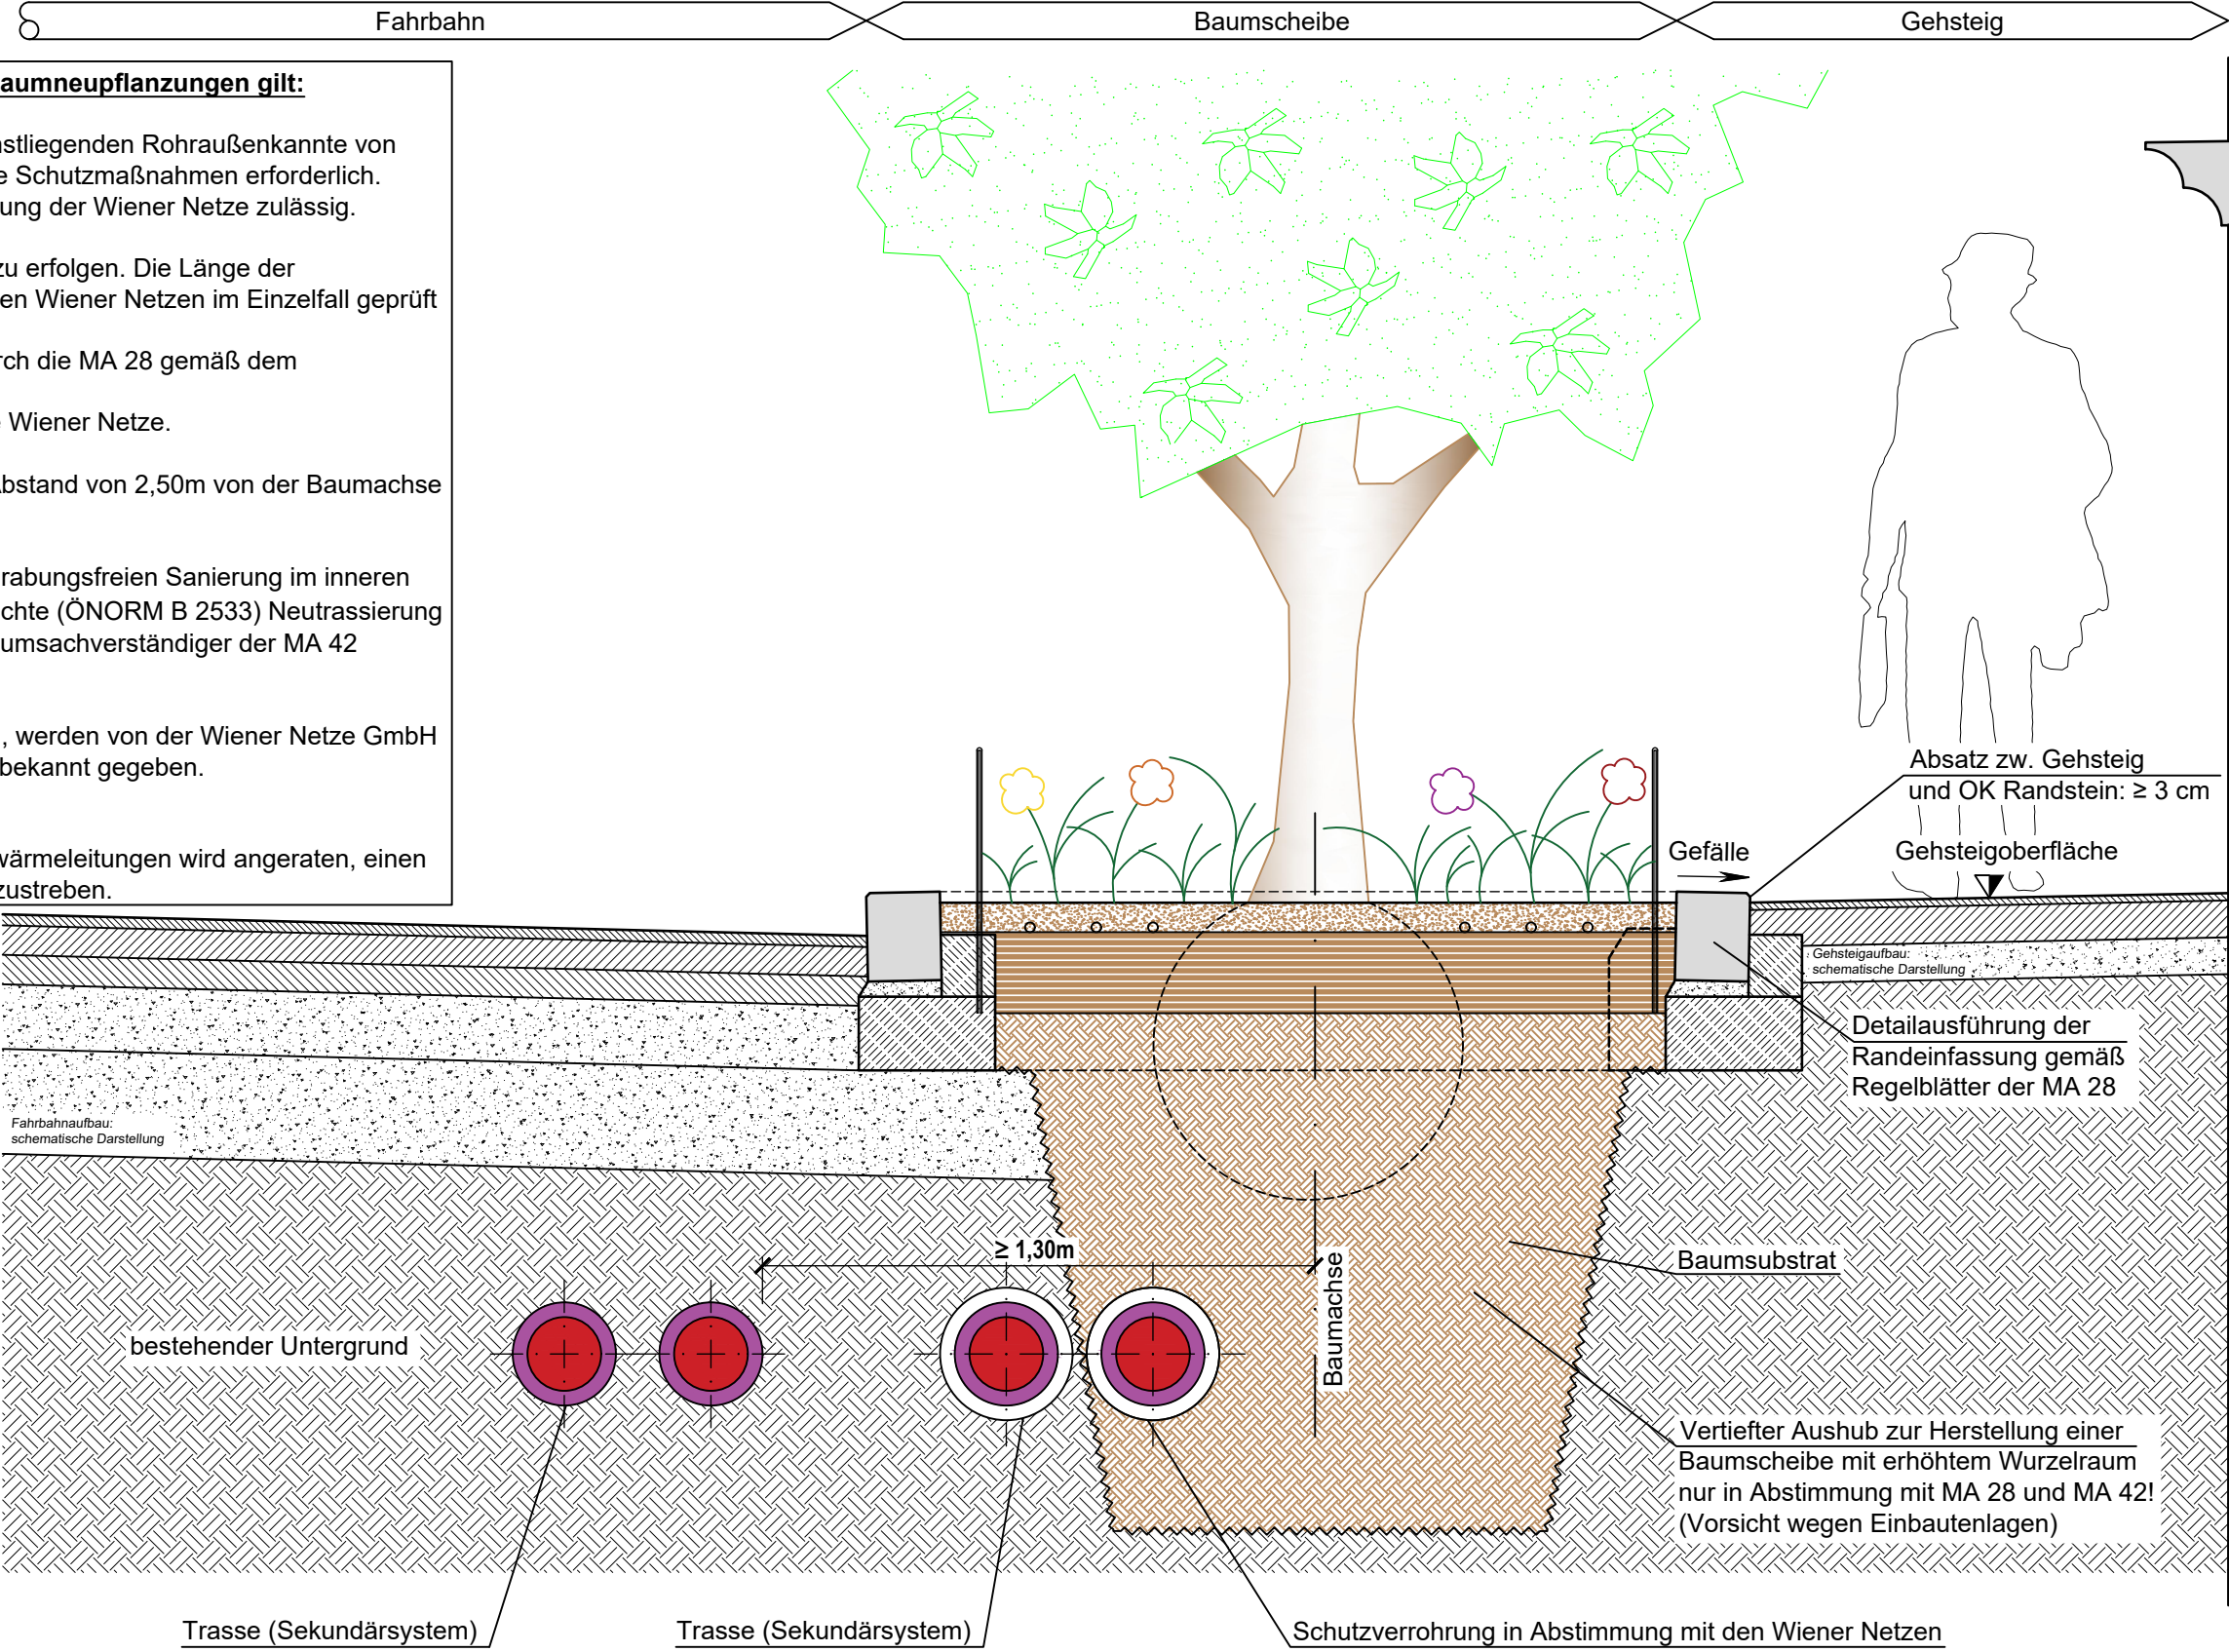 Fahrbahn
Baumscheibe
Gehsteig
aumneupflanzungen gilt:
stliegenden Rohraußenkannte von
e Schutzmaßnahmen erforderlich.
ung der Wiener Netze zulässig.
zu erfolgen. Die Länge der
en Wiener Netzen im Einzelfall geprüft
rch die MA 28 gemäß dem
Wiener Netze.
bstand von 2,50m von der Baumachse
rabungsfreien Sanierung im inneren
chte (ÖNORM B 2533) Neutrassierung
umsachverständiger der MA 42
, werden von der Wiener Netze GmbH
bekannt gegeben.
wärmeleitungen wird angeraten, einen
zustreben.
Absatz zw. Gehsteig
und OK Randstein: ≥ 3 cm
Gefälle
Gehsteigoberfläche
Gehsteigaufbau:
schematische Darstellung
Detailausführung der
Randeinfassung gemäß
Regelblätter der MA 28
Fahrbahnaufbau:
schematische Darstellung
≥ 1,30m
Baumachse
Baumsubstrat
bestehender Untergrund
Vertiefter Aushub zur Herstellung einer
Baumscheibe mit erhöhtem Wurzelraum
nur in Abstimmung mit MA 28 und MA 42!
(Vorsicht wegen Einbautenlagen)
Trasse (Sekundärsystem)
Trasse (Sekundärsystem)
Schutzverrohrung in Abstimmung mit den Wiener Netzen